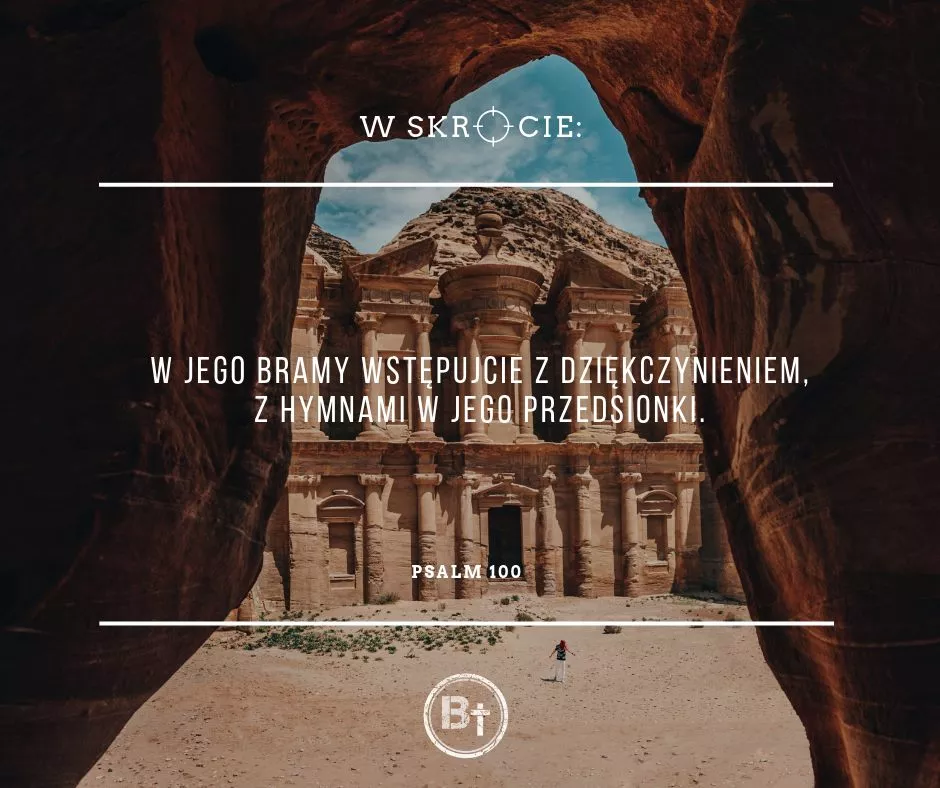 W SKRÓCIE:
W JEGO BRAMY WSTĘPUJCIE Z DZIĘKCZYNIENIEM,
Z HYMNAMI W JEGO PRZEDSIONKI.
PSALM 100
Bt